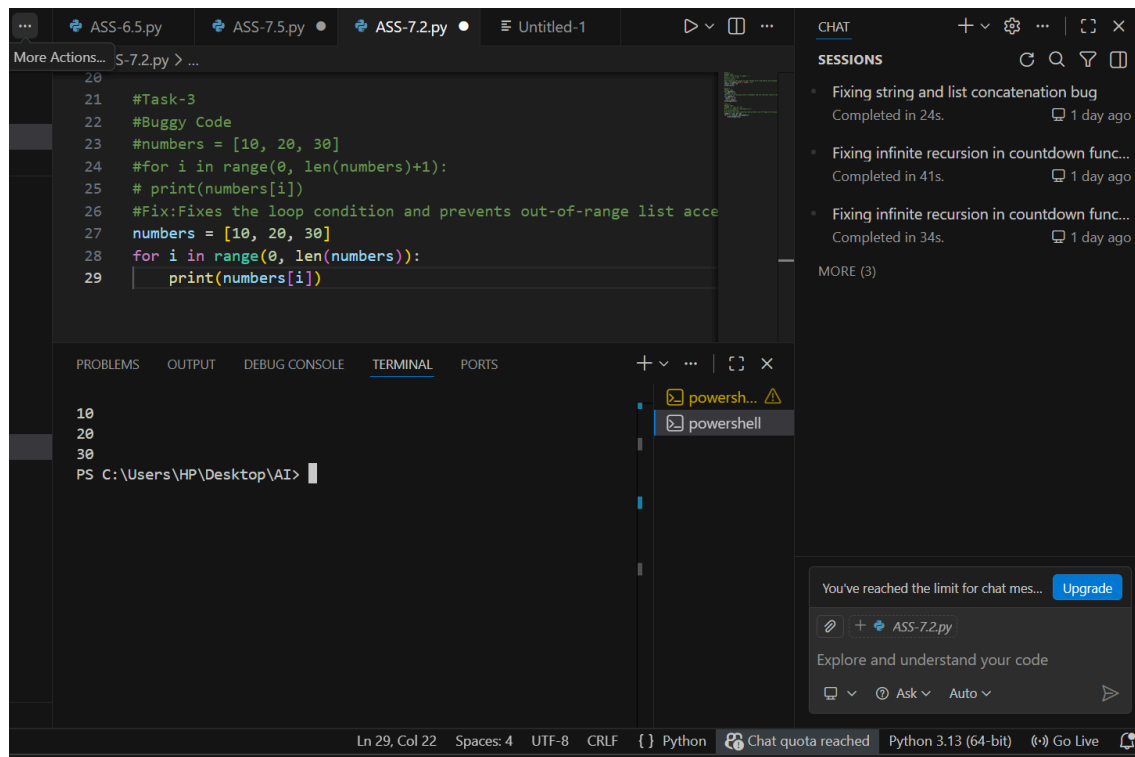 ASS-6.5.py
ASS-7.5.py
ASS-7.2.py
Untitled-1
More Actions...
S-7.2.py > ...
20
21 #Task-3
22 #Buggy Code
23 #numbers = [10, 20, 30]
24 #for i in range(0, len(numbers)+1):
25 # print(numbers[i])
26 #Fix:Fixes the loop condition and prevents out-of-range list acce
27 numbers = [10, 20, 30]
28 for i in range(0, len(numbers)):
29 print(numbers[i])
PROBLEMS OUTPUT DEBUG CONSOLE TERMINAL PORTS
10
20
30
PS C:\Users\HP\Desktop\AI>
powersh...
powershell
CHAT
SESSIONS
Fixing string and list concatenation bug
Completed in 24s. 1 day ago
Fixing infinite recursion in countdown func...
Completed in 41s. 1 day ago
Fixing infinite recursion in countdown func...
Completed in 34s. 1 day ago
MORE (3)
You've reached the limit for chat mes... Upgrade
ASS-7.2.py
Explore and understand your code
Ask Auto
Ln 29, Col 22 Spaces: 4 UTF-8 CRLF { } Python Chat quota reached Python 3.13 (64-bit) Go Live